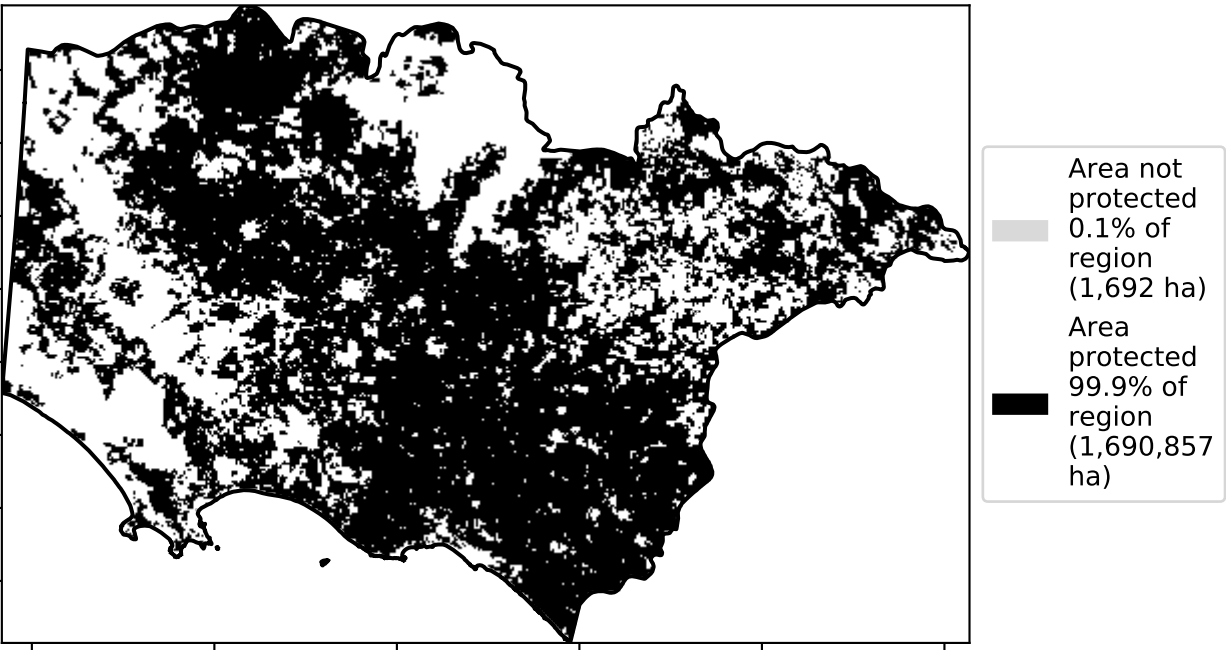 Area not
protected
0.1% of
region
(1,692 ha)
Area
protected
99.9% of
region
(1,690,857
ha)